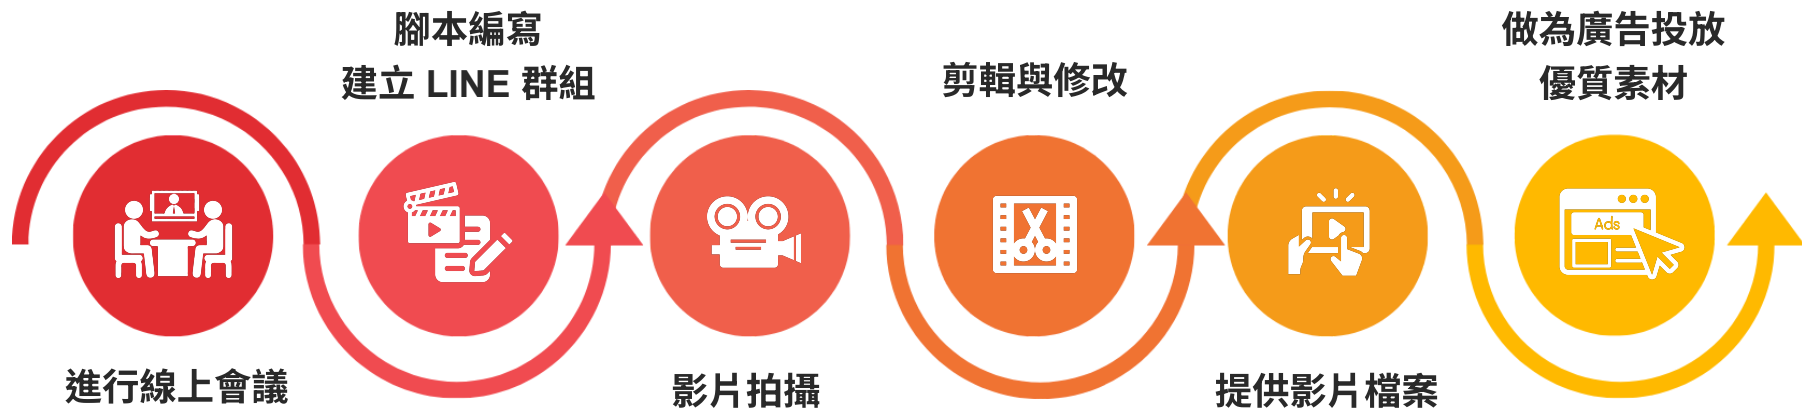 進行線上會議
腳本編寫
建立 LINE 群組
影片拍攝
剪輯與修改
提供影片檔案
做為廣告投放
優質素材
Ads